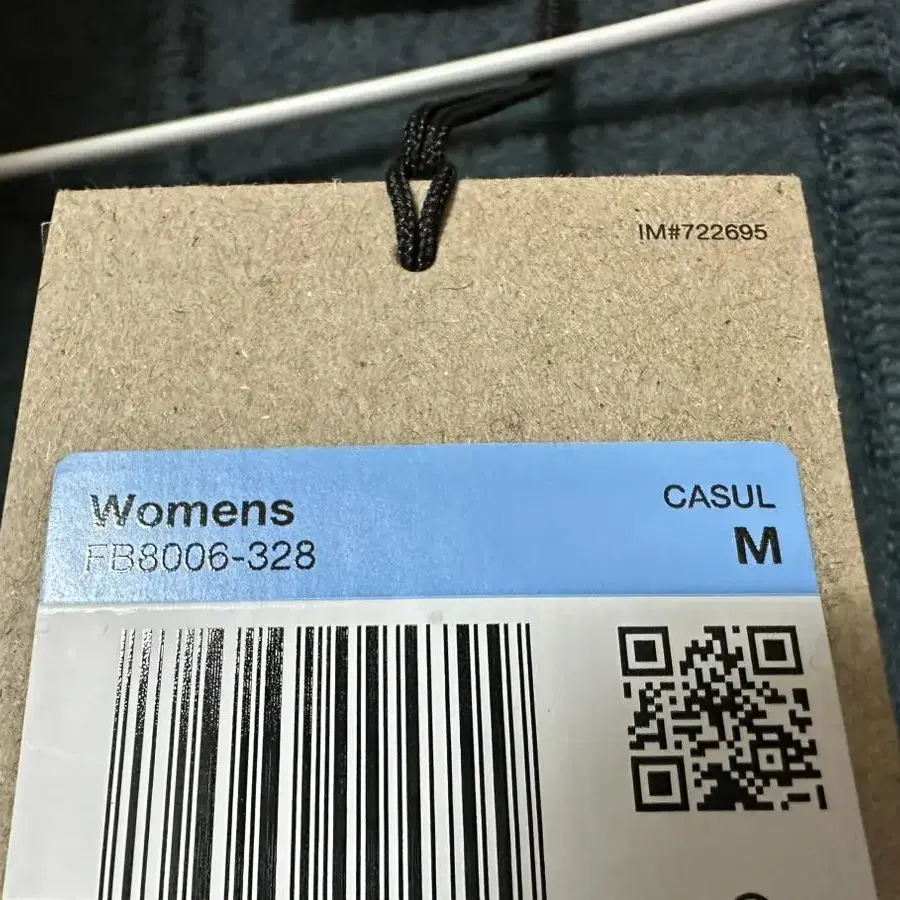 IM#722695
Womens
CASUL
FB8006-328
M